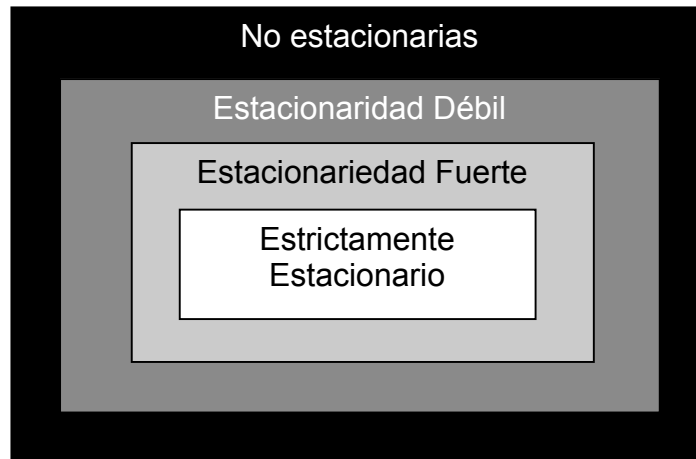 No estacionarias
Estacionaridad Débil
Estacionariedad Fuerte
Estrictamente
Estacionario